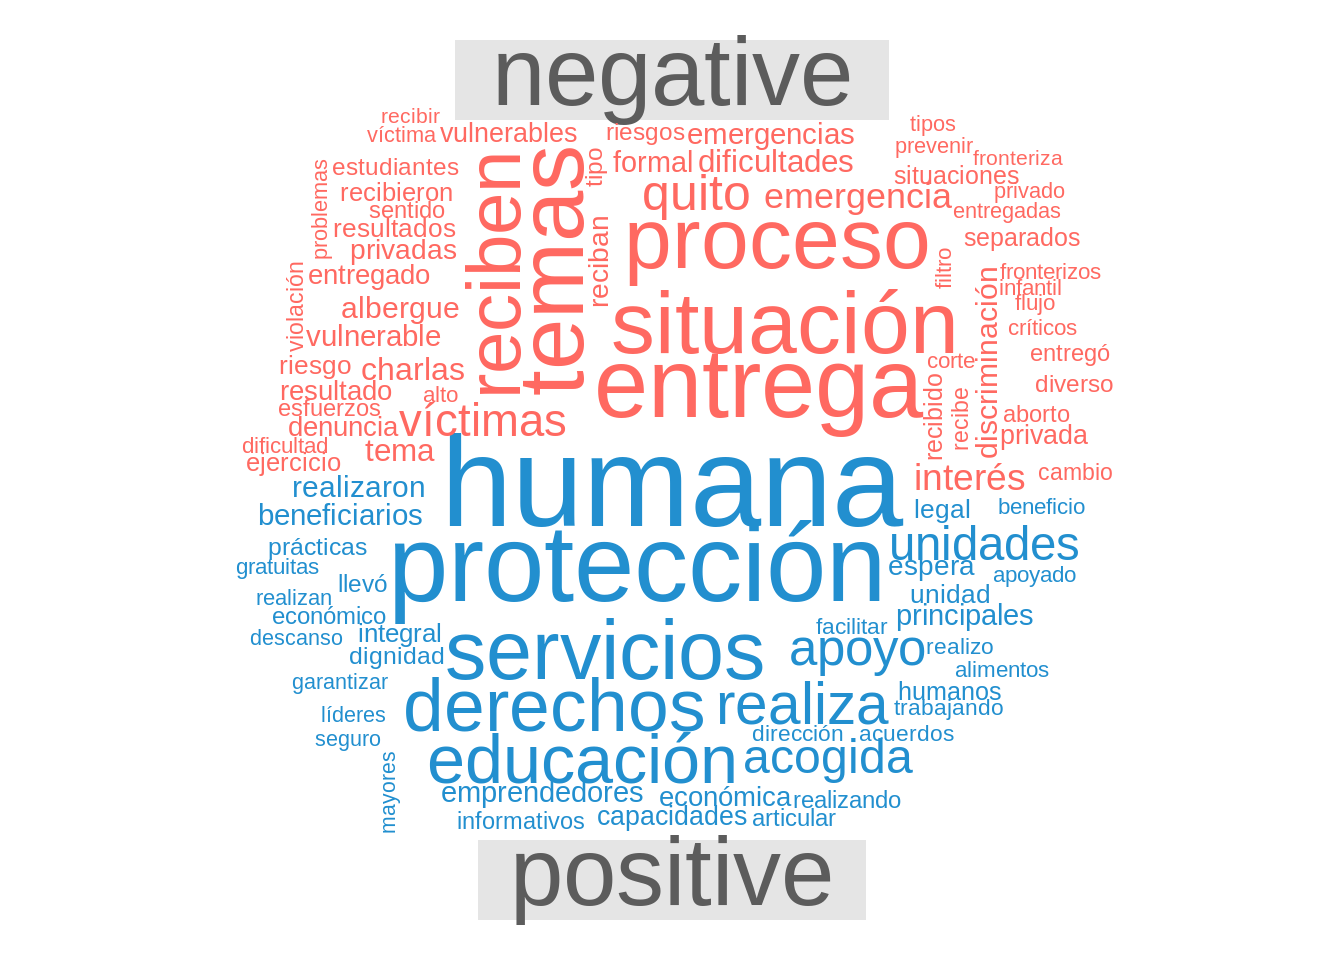 negative
recibir
víctima
vulnerables
riesgos
emergencias
tipos
prevenir
fronteriza
problemas
estudiantes
recibieron
sentido
resultados
privadas
entregado
reciben
temas
tipo
formal
dificultades
situaciones
privado
quito
emergencia
entregadas
proceso
separados
reciban
filtro
violación
albergue
vulnerable
situación
discriminación
fronterizos
infantil
flujo
críticos
riesgo
charlas
entrega
corte
entregó
resultado
alto
recibido
recibe
diverso
esfuerzos
denuncia
víctimas
aborto
privada
dificultad
ejercicio
tema
interés
cambio
humana
realizaron
beneficiarios
legal
beneficio
protección
unidades
prácticas
gratuitas
llevó
espera
apoyado
realizan
económico
unidad
principales
descanso
integral
dignidad
servicios
facilitar
apoyo
realizo
alimentos
garantizar
derechos
realiza
humanos
trabajando
líderes
seguro
dirección
acuerdos
mayores
educación
acogida
emprendedores
económica
realizando
informativos
capacidades
articular
positive